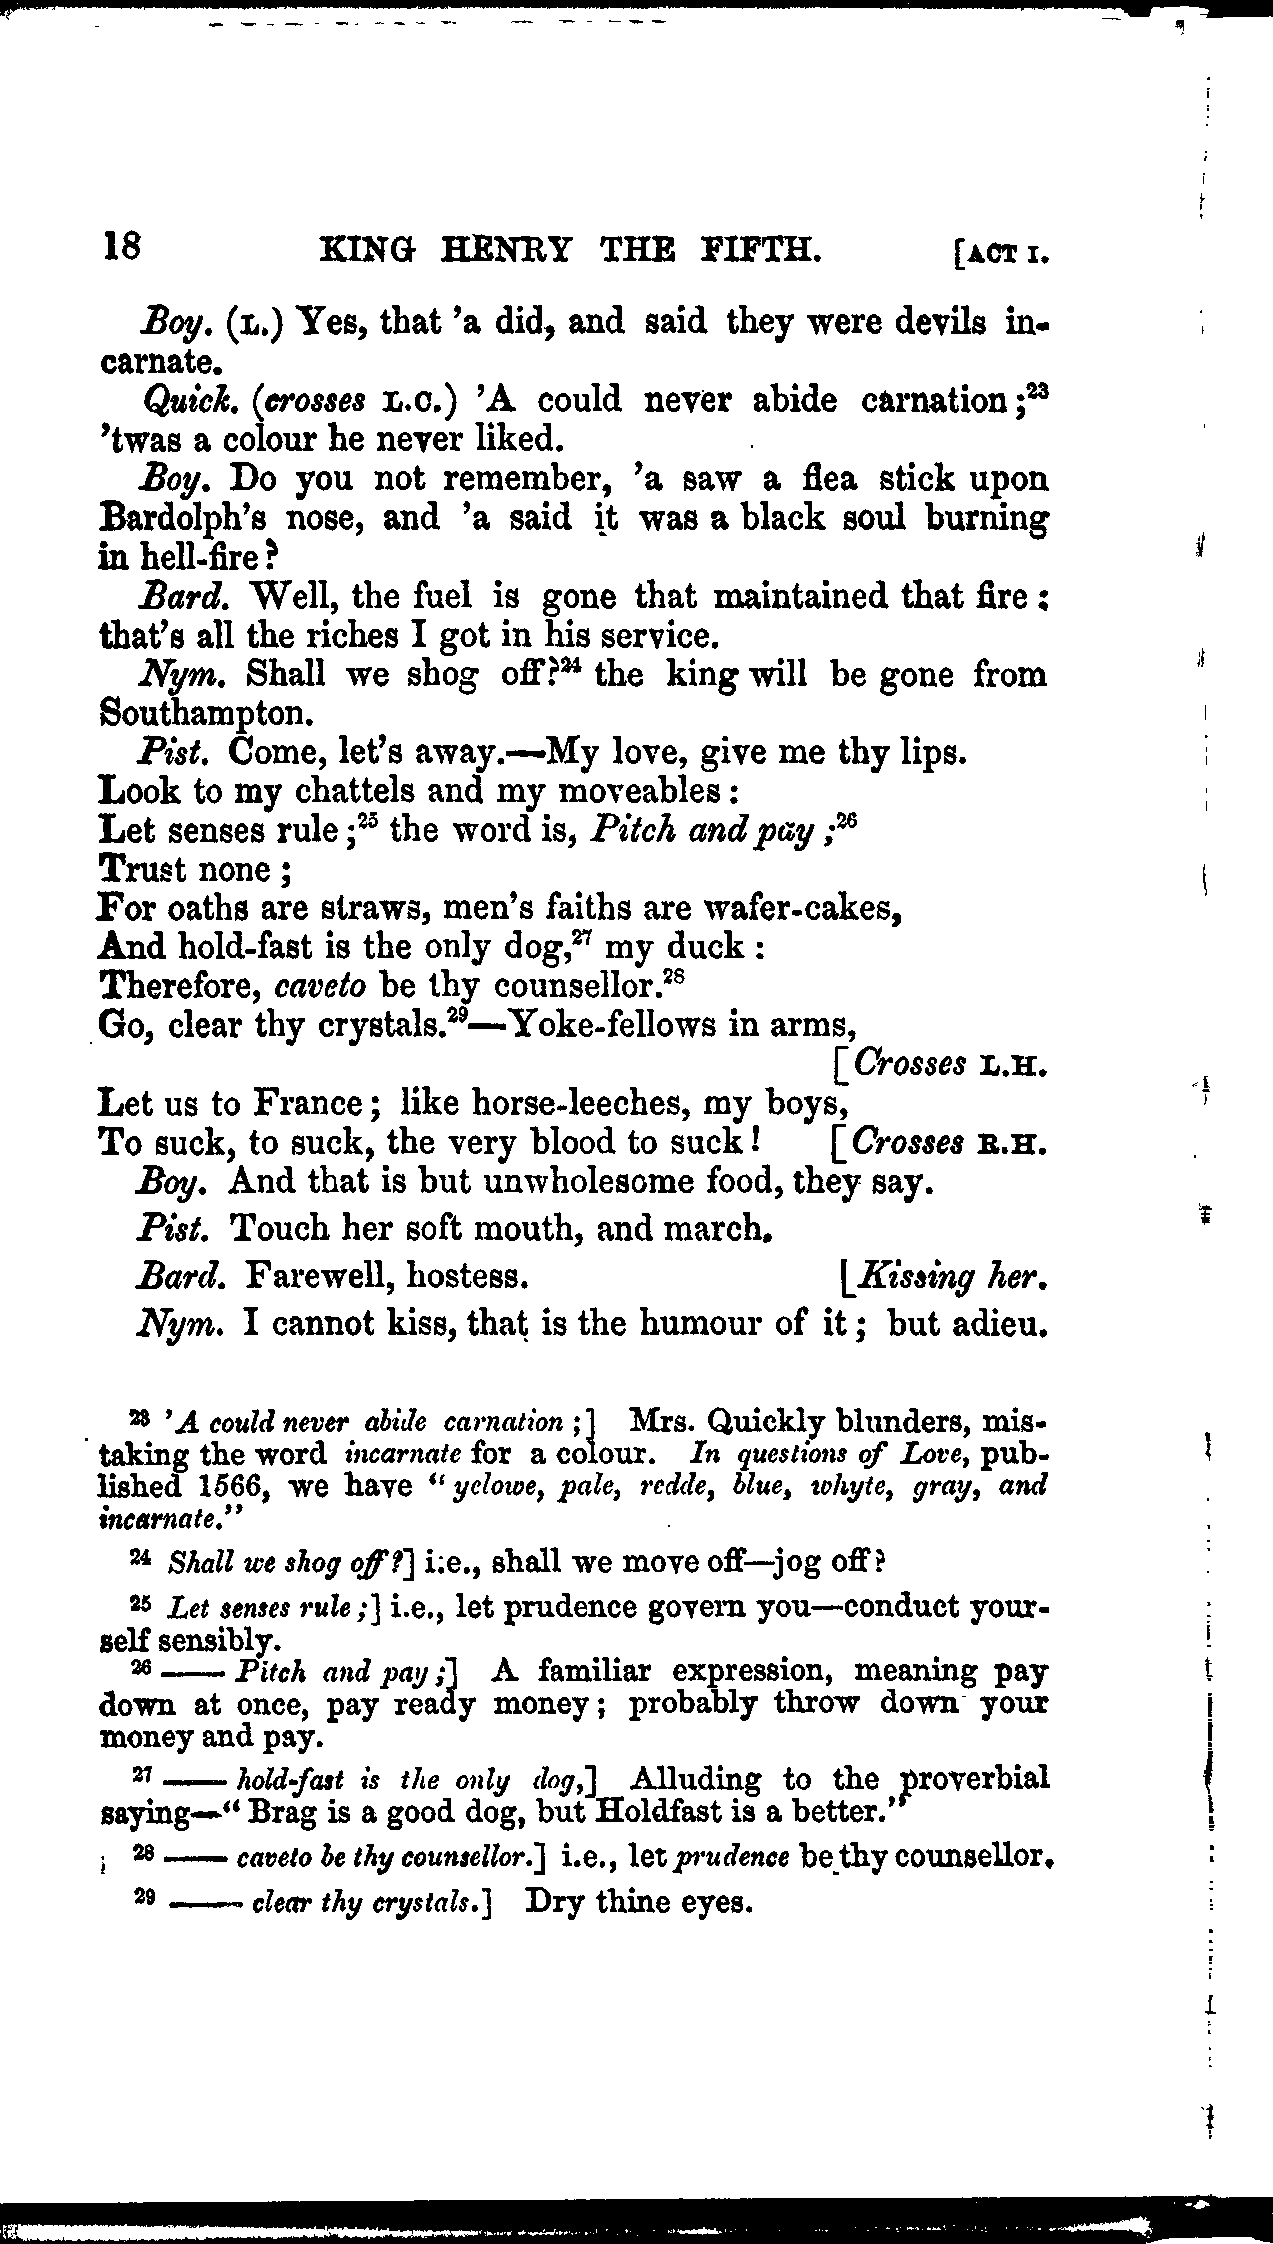 18 KING HENRY THE FIFTH. [ACT I.
Boy. (L.) Yes, that 'a did, and said they were devils in-
carnate.
Quick. (crosses L.C.) 'A could never abide carnation;²³
'twas a colour he never liked.
Boy. Do you not remember, 'a saw a flea stick upon
Bardolph's nose, and 'a said it was a black soul burning
in hell-fire?
Bard. Well, the fuel is gone that maintained that fire:
that's all the riches I got in his service.
Nym. Shall we shog off?²⁴ the king will be gone from
Southampton.
Pist. Come, let's away.—My love, give me thy lips.
Look to my chattels and my moveables:
Let senses rule;²⁵ the word is, Pitch and pay;²⁶
Trust none;
For oaths are straws, men's faiths are wafer-cakes,
And hold-fast is the only dog,²⁷ my duck:
Therefore, caveto be thy counsellor.²⁸
Go, clear thy crystals.²⁹—Yoke-fellows in arms,
[Crosses L.H.
Let us to France; like horse-leeches, my boys,
To suck, to suck, the very blood to suck! [Crosses R.H.
Boy. And that is but unwholesome food, they say.
Pist. Touch her soft mouth, and march.
Bard. Farewell, hostess. [Kissing her.
Nym. I cannot kiss, that is the humour of it; but adieu.
²³ 'A could never abide carnation;] Mrs. Quickly blunders, mis-
taking the word incarnate for a colour. In questions of Love, pub-
lished 1566, we have "yelowe, pale, redde, blue, whyte, gray, and
incarnate."
²⁴ Shall we shog off?] i.e., shall we move off—jog off?
²⁵ Let senses rule;] i.e., let prudence govern you—conduct your-
self sensibly.
²⁶ —— Pitch and pay;] A familiar expression, meaning pay
down at once, pay ready money; probably throw down your
money and pay.
²⁷ —— hold-fast is the only dog,] Alluding to the proverbial
saying—"Brag is a good dog, but Holdfast is a better."
²⁸ —— caveto be thy counsellor.] i.e., let prudence be thy counsellor.
²⁹ —— clear thy crystals.] Dry thine eyes.